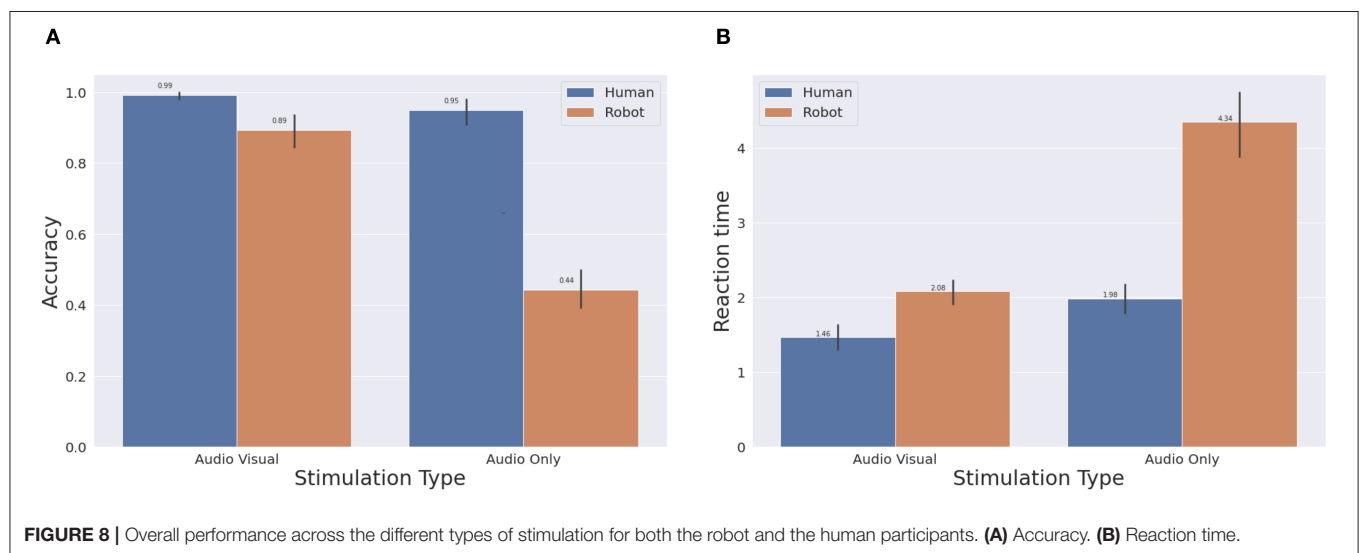 A
B
0.99
0.89
0.95
0.44
Human
Robot
1.0
0.8
0.6
0.4
0.2
0.0
Accuracy
Audio Visual
Audio Only
Stimulation Type
Human
Robot
1.46
2.08
1.98
4.34
4
3
2
1
0
Reaction time
Audio Visual
Audio Only
Stimulation Type
FIGURE 8 | Overall performance across the different types of stimulation for both the robot and the human participants. (A) Accuracy. (B) Reaction time.